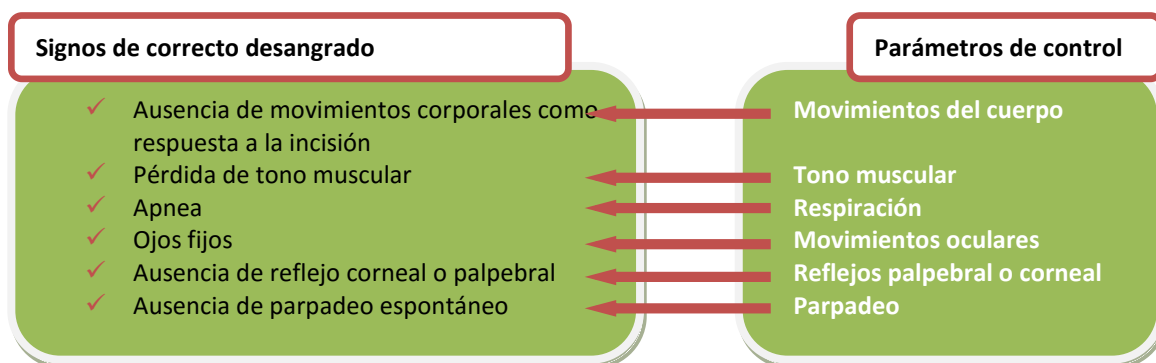 Signos de correcto desangrado
Ausencia de movimientos corporales como
respuesta a la incisión
Pérdida de tono muscular
Apnea
Ojos fijos
Ausencia de reflejo corneal o palpebral
Ausencia de parpadeo espontáneo
Parámetros de control
Movimientos del cuerpo
Tono muscular
Respiración
Movimientos oculares
Reflejos palpebral o corneal
Parpadeo